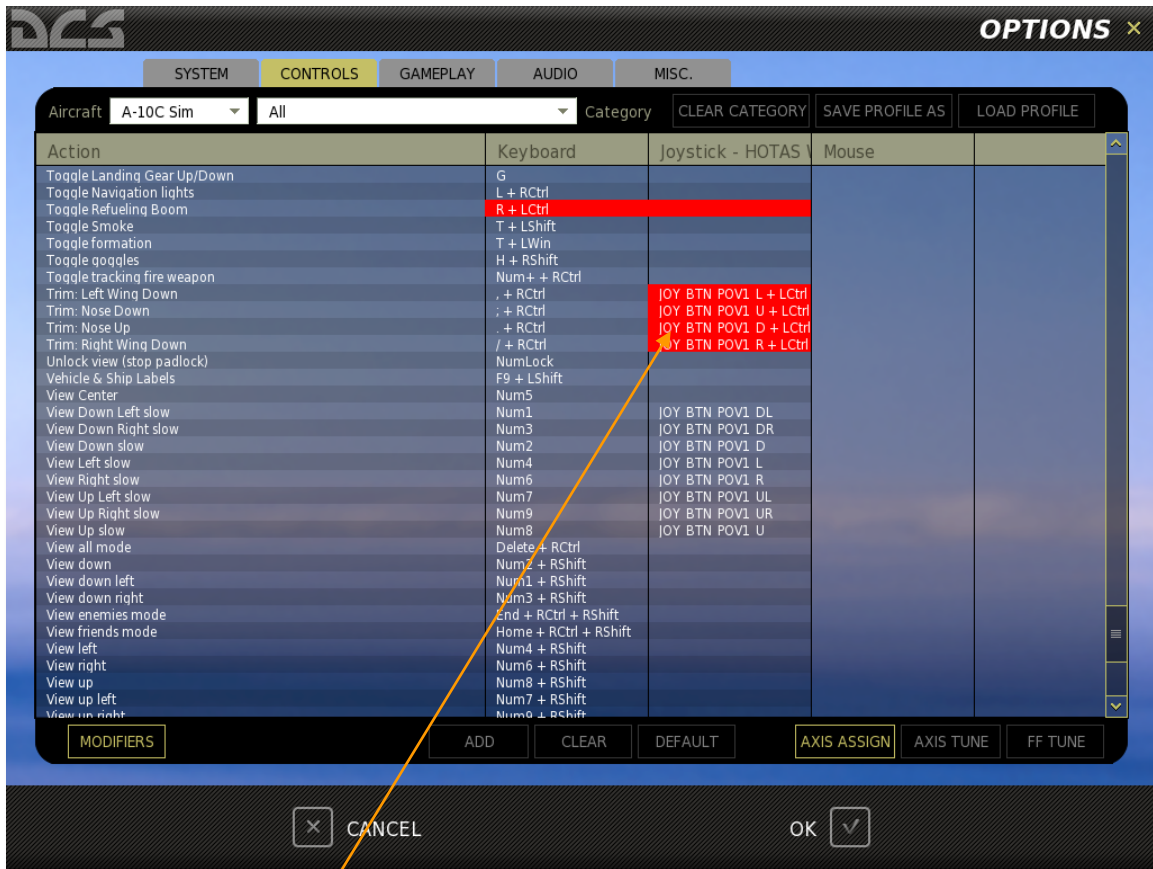 DCS OPTIONS
SYSTEM CONTROLS GAMEPLAY AUDIO MISC.
Aircraft A-10C Sim All Category CLEAR CATEGORY SAVE PROFILE AS LOAD PROFILE
Action Keyboard Joystick - HOTAS Mouse
Toggle Landing Gear Up/Down G
Toggle Navigation lights L + RCtrl
Toggle Refueling Boom R + LCtrl
Toggle Smoke T + LShift
Toggle formation T + LWin
Toggle goggles H + RShift
Toggle tracking fire weapon Num+ + RCtrl
Trim: Left Wing Down , + RCtrl JOY BTN POV1 L + LCtrl
Trim: Nose Down ; + RCtrl JOY BTN POV1 U + LCtrl
Trim: Nose Up . + RCtrl JOY BTN POV1 D + LCtrl
Trim: Right Wing Down / + RCtrl JOY BTN POV1 R + LCtrl
Unlock view (stop padlock) NumLock
Vehicle & Ship Labels F9 + LShift
View Center Num5
View Down Left slow Num1 JOY BTN POV1 DL
View Down Right slow Num3 JOY BTN POV1 DR
View Down slow Num2 JOY BTN POV1 D
View Left slow Num4 JOY BTN POV1 L
View Right slow Num6 JOY BTN POV1 R
View Up Left slow Num7 JOY BTN POV1 UL
View Up Right slow Num9 JOY BTN POV1 UR
View Up slow Num8 JOY BTN POV1 U
View all mode Delete + RCtrl
View down Num2 + RShift
View down left Num1 + RShift
View down right Num3 + RShift
View enemies mode End + RCtrl + RShift
View friends mode Home + RCtrl + RShift
View left Num4 + RShift
View right Num6 + RShift
View up Num8 + RShift
View up left Num7 + RShift
View up right Num9 + RShift
MODIFIERS ADD CLEAR DEFAULT AXIS ASSIGN AXIS TUNE FF TUNE
CANCEL OK